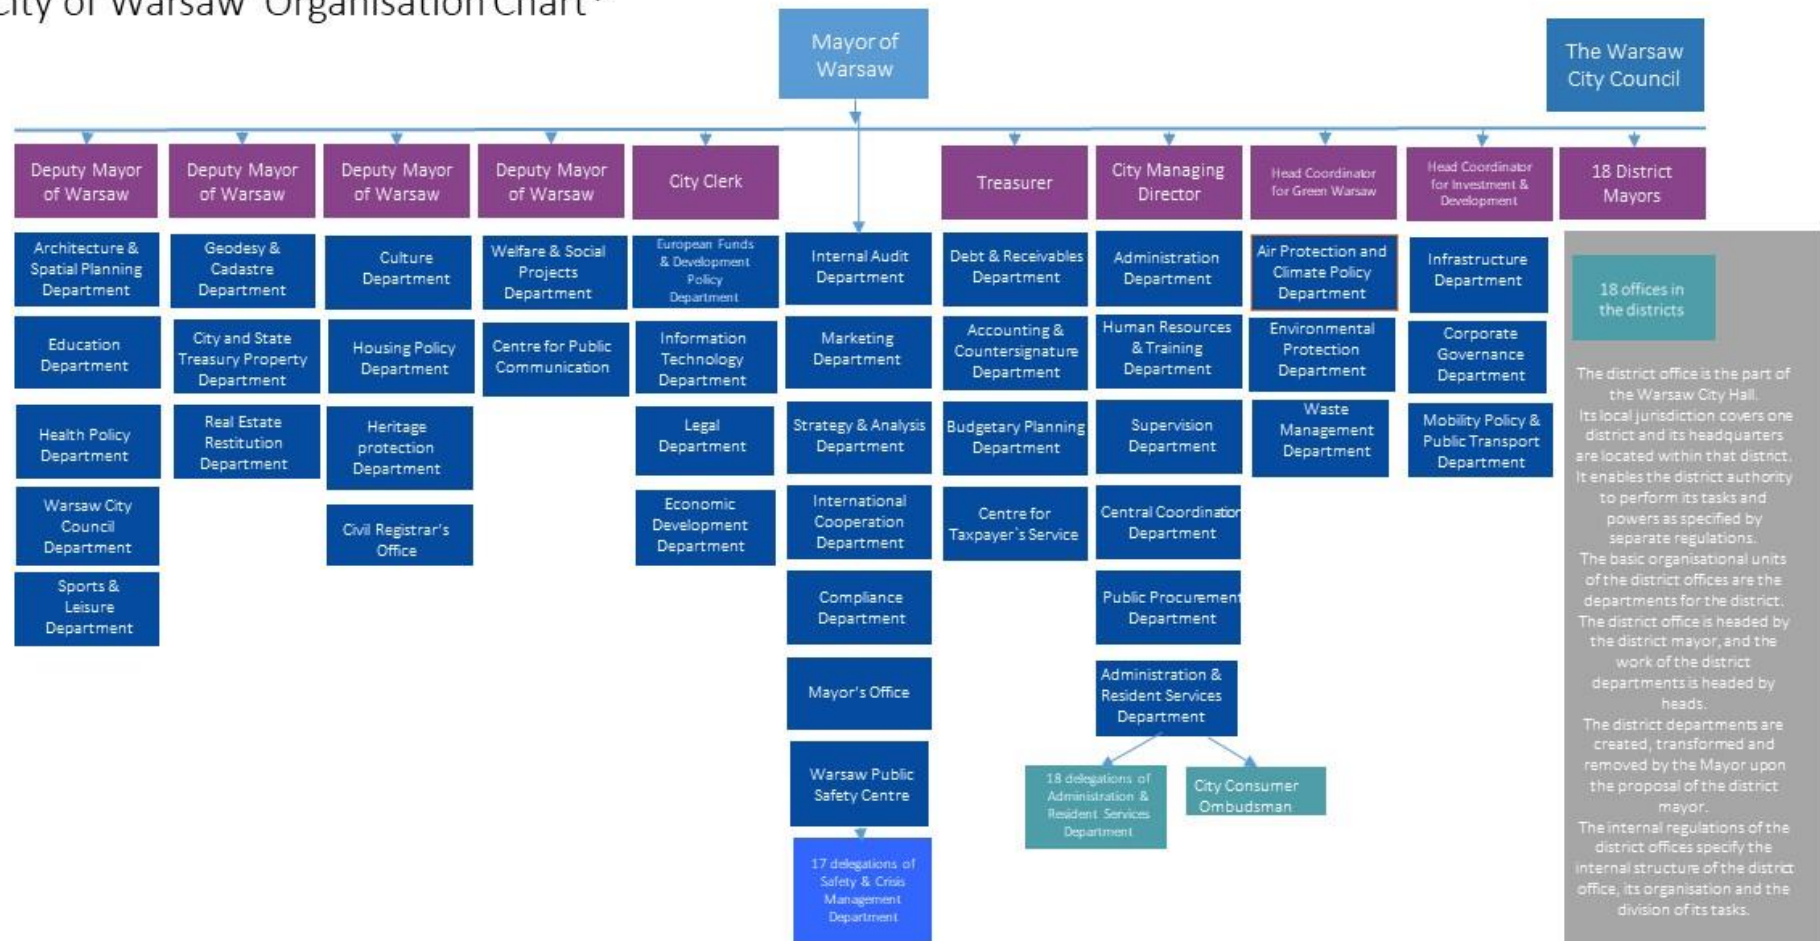 City of Warsaw Organisation Chart*
Mayor of
Warsaw
The Warsaw
City Council
Deputy Mayor
of Warsaw
Deputy Mayor
of Warsaw
Deputy Mayor
of Warsaw
Deputy Mayor
of Warsaw
City Clerk
Treasurer
City Managing
Director
Head Coordinator
for Green Warsaw
Head Coordinator
for Investment &
Development
18 District
Mayors
Architecture &
Spatial Planning
Department
Education
Department
Health Policy
Department
Warsaw City
Council
Department
Sports &
Leisure
Department
Geodesy &
Cadastre
Department
City and State
Treasury Property
Department
Real Estate
Restitution
Department
Culture
Department
Housing Policy
Department
Heritage
protection
Department
Civil Registrar's
Office
Welfare & Social
Projects
Department
Centre for Public
Communication
European Funds
& Development
Policy
Department
Information
Technology
Department
Legal
Department
Economic
Development
Department
Internal Audit
Department
Marketing
Department
Strategy & Analysis
Department
International
Cooperation
Department
Compliance
Department
Mayor's Office
Warsaw Public
Safety Centre
17 delegations of
Safety & Crisis
Management
Department
Debt & Receivables
Department
Accounting &
Countersignature
Department
Budgetary Planning
Department
Centre for
Taxpayer`s Service
Administration
Department
Human Resources
& Training
Department
Supervision
Department
Central Coordination
Department
Public Procurement
Department
Administration &
Resident Services
Department
18 delegations of
Administration &
Resident Services
Department
City Consumer
Ombudsman
Air Protection and
Climate Policy
Department
Environmental
Protection
Department
Waste
Management
Department
Infrastructure
Department
Corporate
Governance
Department
Mobility Policy &
Public Transport
Department
18 offices in
the districts
The district office is the part of
the Warsaw City Hall.
Its local jurisdiction covers one
district and its headquarters
are located within that district.
It enables the district authority
to perform its tasks and
powers as specified by
separate regulations.
The basic organisational units
of the district offices are the
departments for the district.
The district office is headed by
the district mayor, and the
work of the district
departments is headed by
heads.
The district departments are
created, transformed and
removed by the Mayor upon
the proposal of the district
mayor.
The internal regulations of the
district offices specify the
internal structure of the district
office, its organisation and the
division of its tasks.